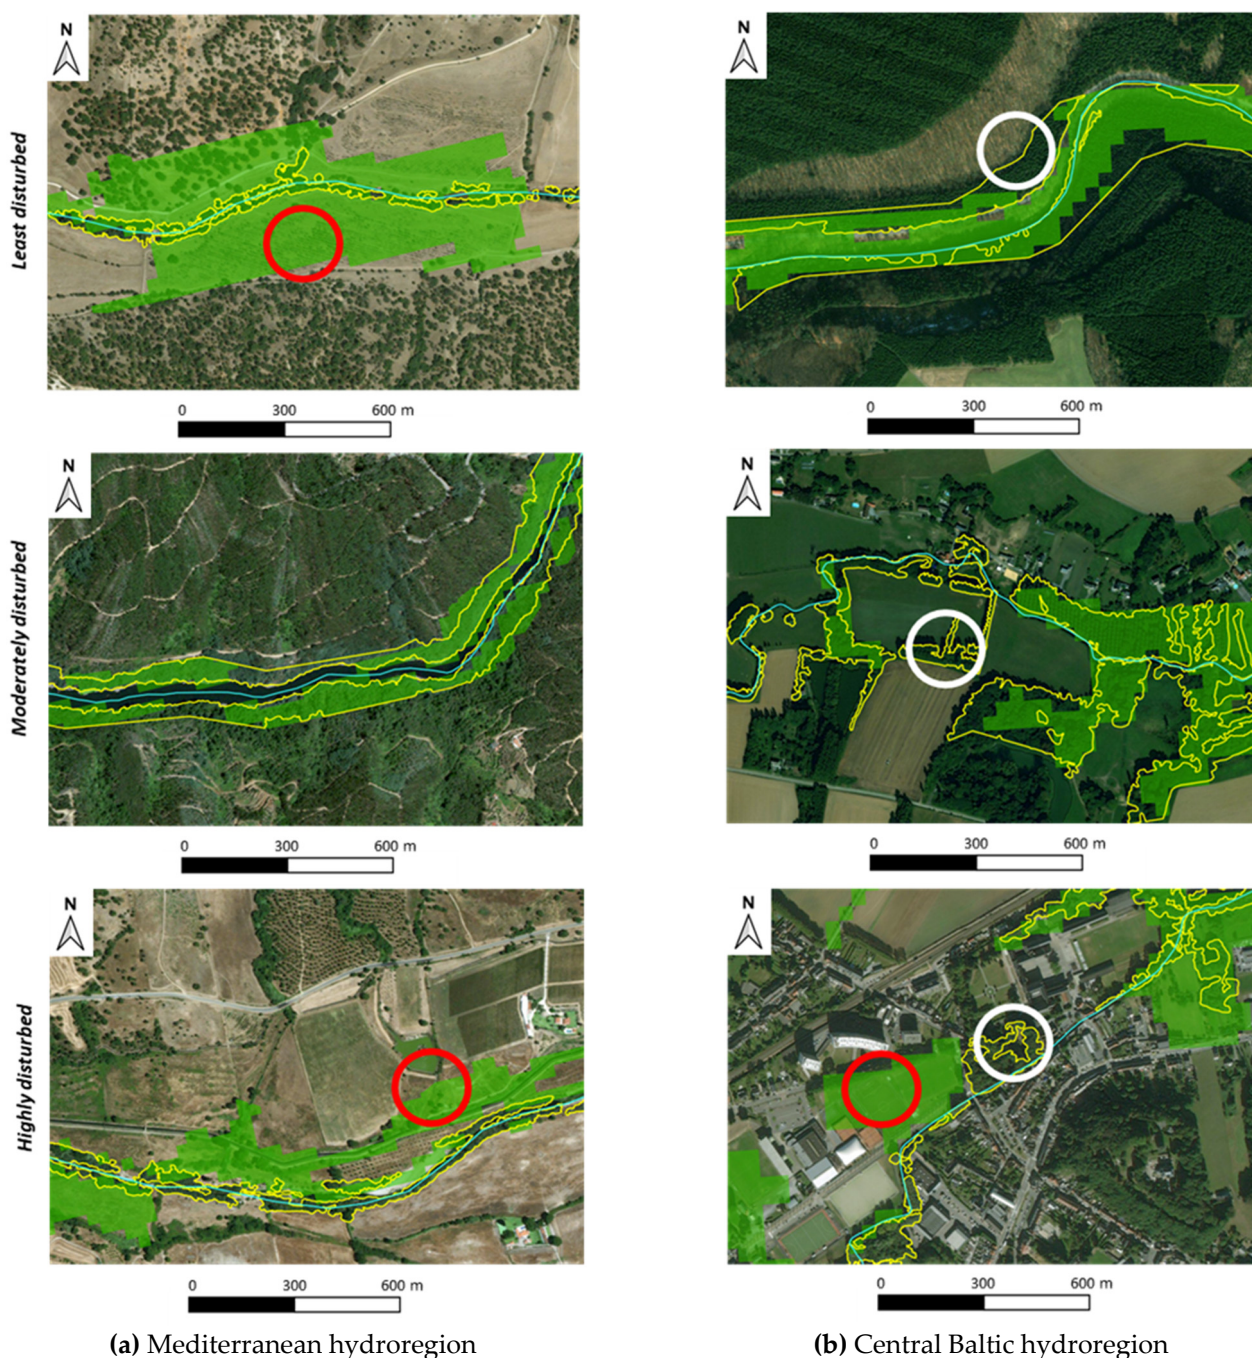 N
N
Least disturbed
0 300 600 m
0 300 600 m
N
N
Moderately disturbed
0 300 600 m
0 300 600 m
N
N
Highly disturbed
0 300 600 m
0 300 600 m
(a) Mediterranean hydroregion
(b) Central Baltic hydroregion